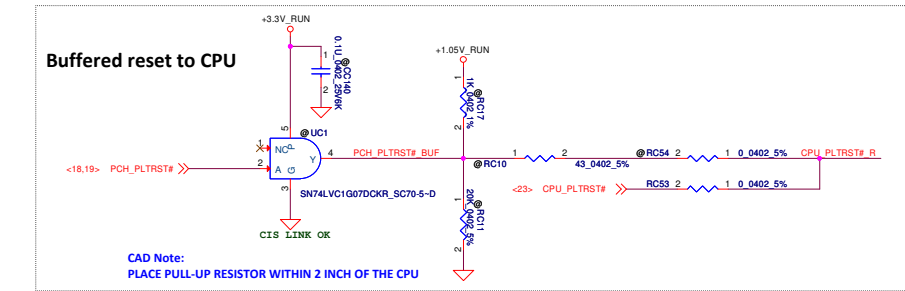 +3.3V_RUN
Buffered reset to CPU
+1.05V_RUN
1
2
0.1U_0402_25V6K
@CC140
1
2
1K_0402_1%
@RC17
5
@UC1
1
NC
P
4
Y
PCH_PLTRST#_BUF
<18,19> PCH_PLTRST#
2
A
G
3
SN74LVC1G07DCKR_SC70-5~D
CIS LINK OK
@RC10
1
2
43_0402_5%
@RC54
2
1
0_0402_5%
CPU_PLTRST#_R
<23> CPU_PLTRST#
RC53
2
1
0_0402_5%
1
2
20K_0402_5%
@RC11
CAD Note:
PLACE PULL-UP RESISTOR WITHIN 2 INCH OF THE CPU